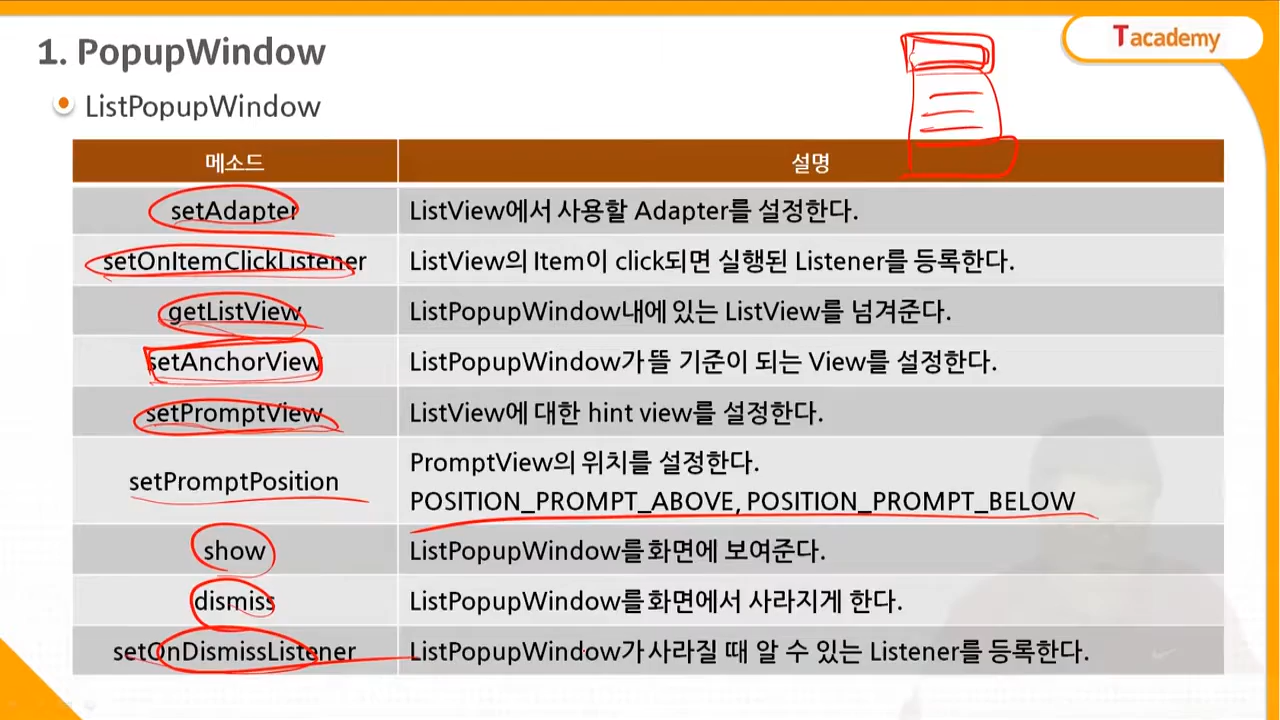 1. PopupWindow
Tacademy
ListPopupWindow
메소드 설명
setAdapter ListView에서 사용할 Adapter를 설정한다.
setOnItemClickListener ListView의 Item이 click되면 실행된 Listener를 등록한다.
getListView ListPopupWindow내에 있는 ListView를 넘겨준다.
setAnchorView ListPopupWindow가 뜰 기준이 되는 View를 설정한다.
setPromptView ListView에 대한 hint view를 설정한다.
setPromptPosition PromptView의 위치를 설정한다.
POSITION_PROMPT_ABOVE, POSITION_PROMPT_BELOW
show ListPopupWindow를 화면에 보여준다.
dismiss ListPopupWindow를 화면에서 사라지게 한다.
setOnDismissListener ListPopupWindow가 사라질 때 알 수 있는 Listener를 등록한다.